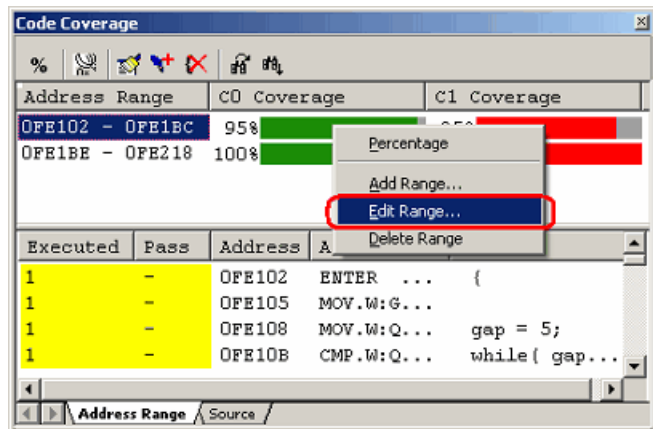 Code Coverage
%
Address Range C0 Coverage C1 Coverage
0FE102 - 0FE1BC 95%
0FE1BE - 0FE218 100%
Percentage
Add Range...
Edit Range...
Delete Range
Executed Pass Address A
1 - 0FE102 ENTER ... {
1 - 0FE105 MOV.W:G...
1 - 0FE108 MOV.W:Q... gap = 5;
1 - 0FE10B CMP.W:Q... while( gap...
Address Range Source